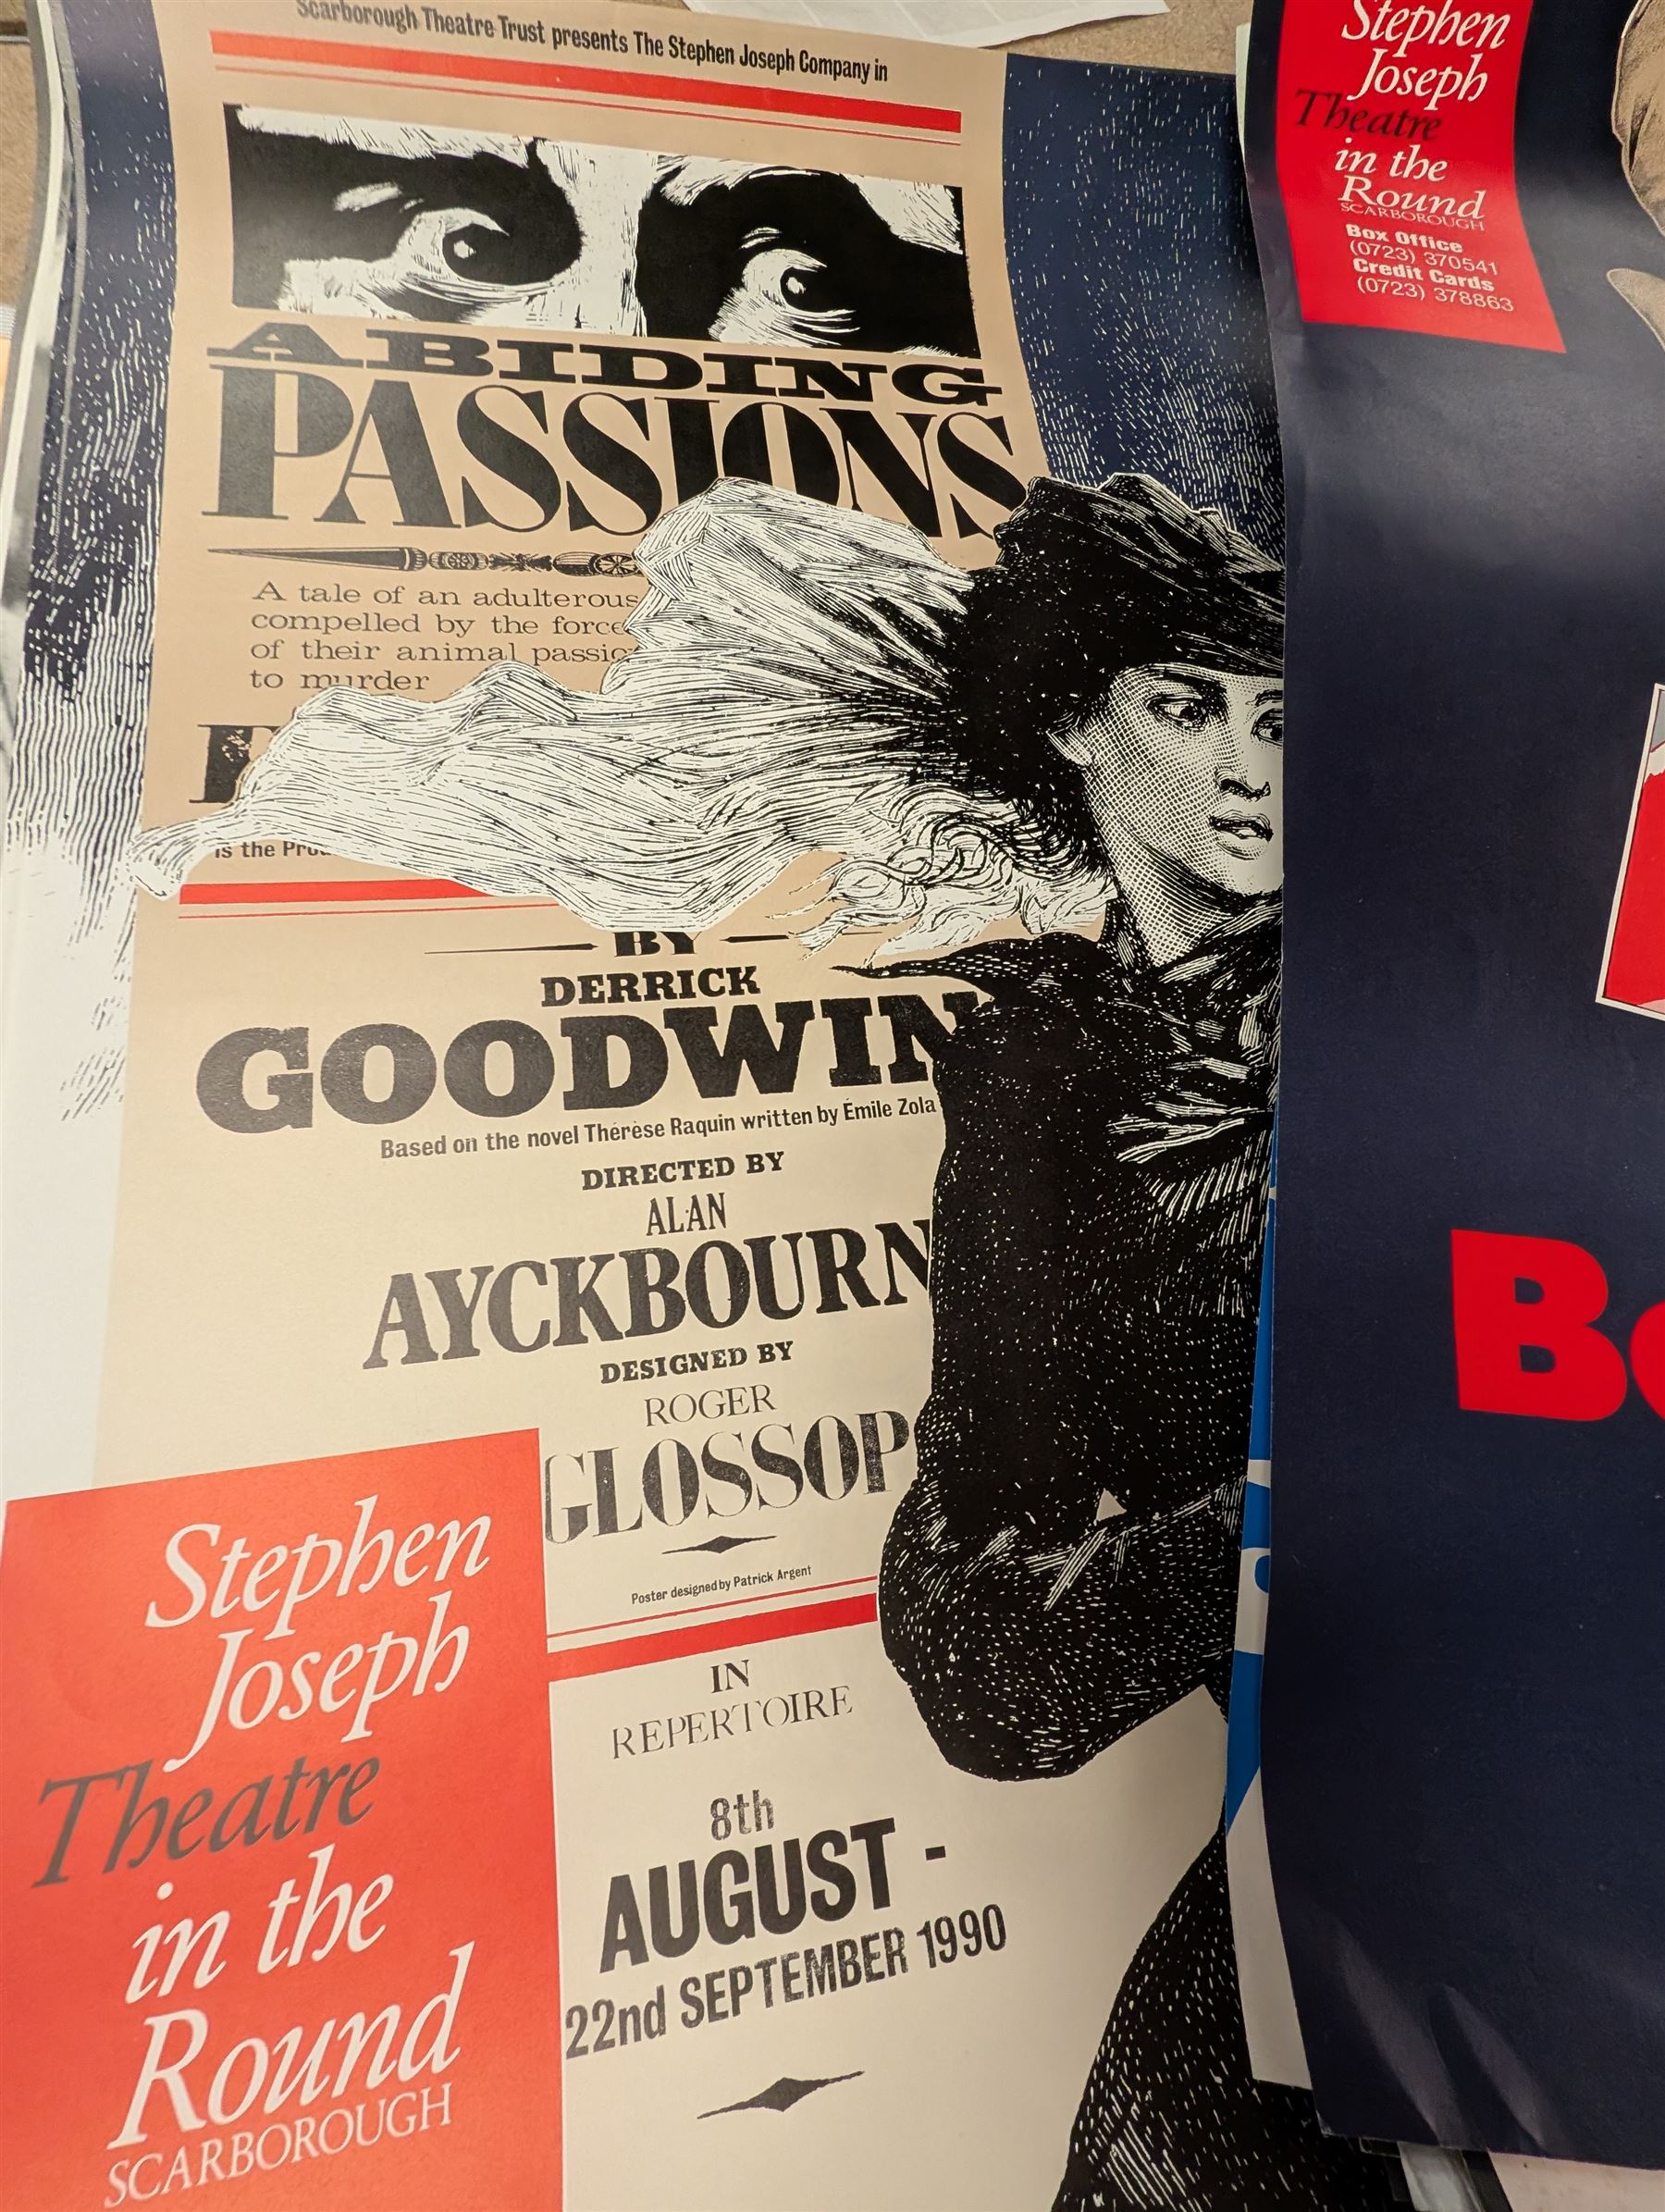 Scarborough Theatre Trust presents The Stephen Joseph Company in
ABIDING
PASSIONS
A tale of an adulterous
compelled by the force
of their animal
to murder
is the
BY
DERRICK
GOODWIN
Based on the novel Thérèse Raquin written by Émile Zola
DIRECTED BY
ALAN
AYCKBOURN
DESIGNED BY
ROGER
GLOSSOP
Poster designed by Patrick Argent
IN
REPERTOIRE
8th
AUGUST -
22nd SEPTEMBER 1990
Stephen
Joseph
Theatre
in the
Round
SCARBOROUGH
Stephen
Joseph
Theatre
in the
Round
SCARBOROUGH
Box Office
(0723) 370541
Credit Cards
(0723) 378863